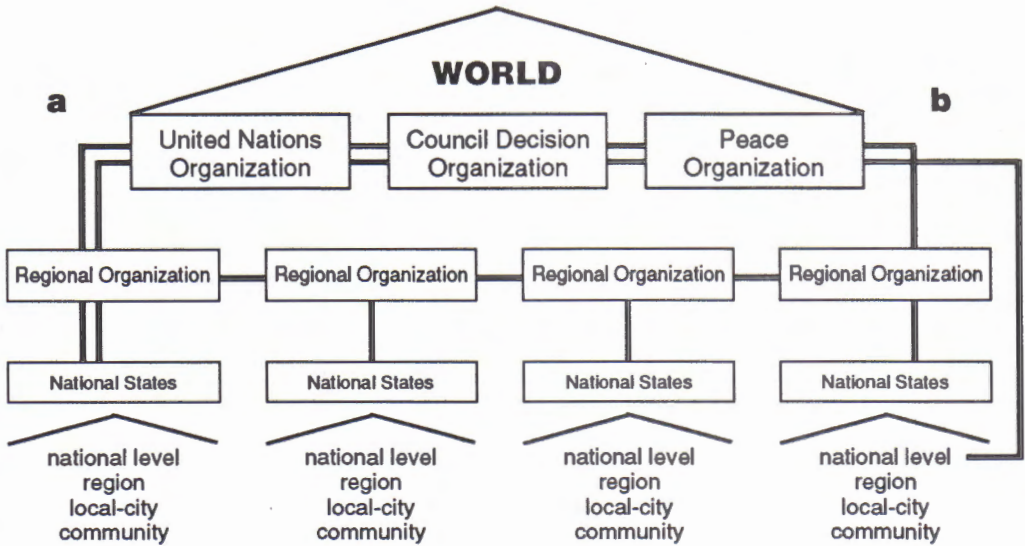 WORLD
a
b
United Nations
Organization
Council Decision
Organization
Peace
Organization
Regional Organization
Regional Organization
Regional Organization
Regional Organization
National States
National States
National States
National States
national level
region
local-city
community
national level
region
local-city
community
national level
region
local-city
community
national level
region
local-city
community